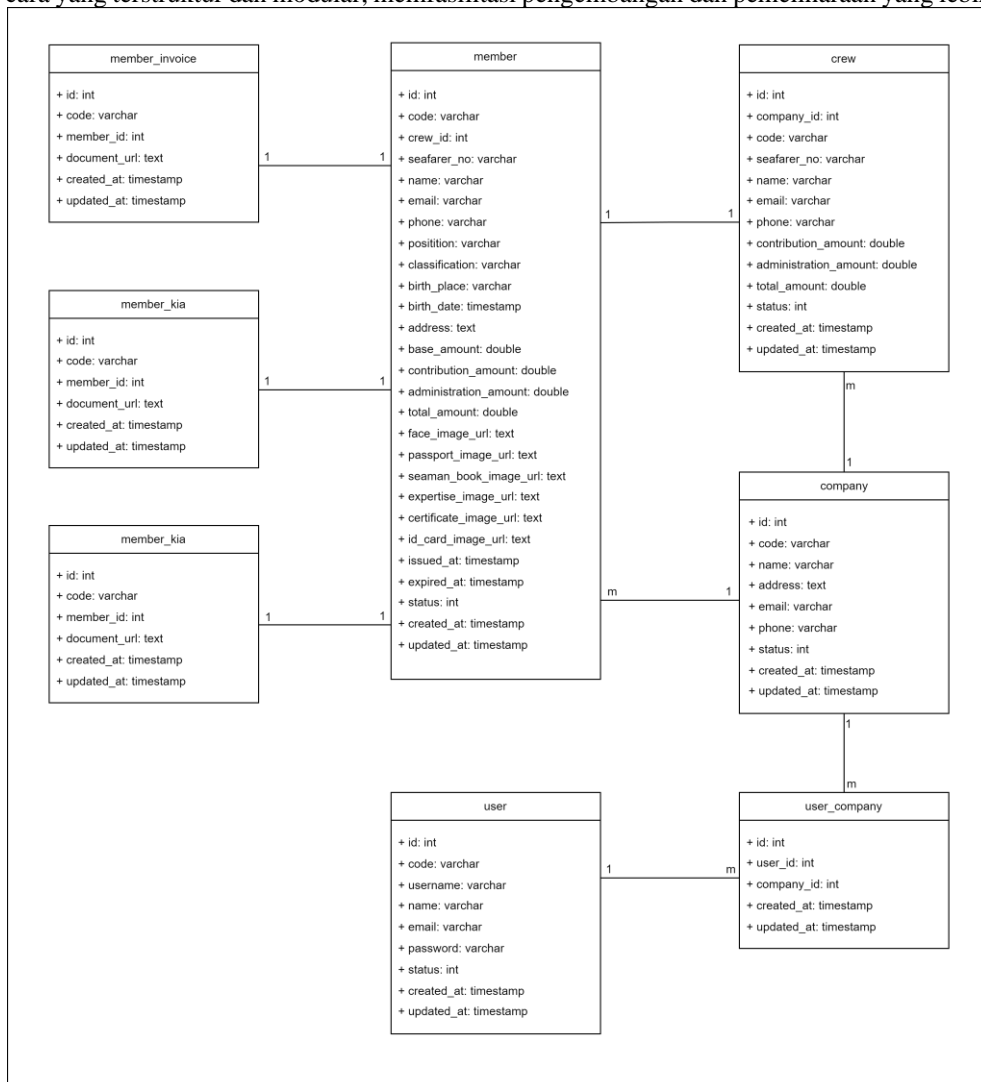 cara yang terstruktur dan modular, memfasilitasi pengembangan dan pemeliharaan yang lebih
member_invoice
+ id: int
+ code: varchar
+ member_id: int
+ document_url: text
+ created_at: timestamp
+ updated_at: timestamp
1
1
member
+ id: int
+ code: varchar
+ crew_id: int
+ seafarer_no: varchar
+ name: varchar
+ email: varchar
+ phone: varchar
+ positition: varchar
+ classification: varchar
+ birth_place: varchar
+ birth_date: timestamp
+ address: text
+ base_amount: double
+ contribution_amount: double
+ administration_amount: double
+ total_amount: double
+ face_image_url: text
+ passport_image_url: text
+ seaman_book_image_url: text
+ expertise_image_url: text
+ certificate_image_url: text
+ id_card_image_url: text
+ issued_at: timestamp
+ expired_at: timestamp
+ status: int
+ created_at: timestamp
+ updated_at: timestamp
1
1
crew
+ id: int
+ company_id: int
+ code: varchar
+ seafarer_no: varchar
+ name: varchar
+ email: varchar
+ phone: varchar
+ contribution_amount: double
+ administration_amount: double
+ total_amount: double
+ status: int
+ created_at: timestamp
+ updated_at: timestamp
m
1
member_kia
+ id: int
+ code: varchar
+ member_id: int
+ document_url: text
+ created_at: timestamp
+ updated_at: timestamp
1
1
member_kia
+ id: int
+ code: varchar
+ member_id: int
+ document_url: text
+ created_at: timestamp
+ updated_at: timestamp
1
1
m
1
company
+ id: int
+ code: varchar
+ name: varchar
+ address: text
+ email: varchar
+ phone: varchar
+ status: int
+ created_at: timestamp
+ updated_at: timestamp
1
m
user
+ id: int
+ code: varchar
+ username: varchar
+ name: varchar
+ email: varchar
+ password: varchar
+ status: int
+ created_at: timestamp
+ updated_at: timestamp
1
m
user_company
+ id: int
+ user_id: int
+ company_id: int
+ created_at: timestamp
+ updated_at: timestamp